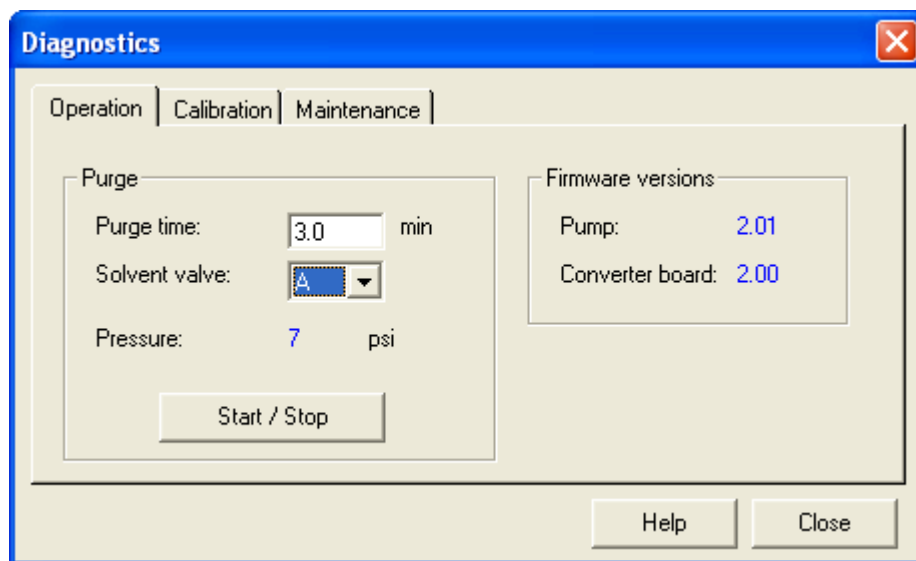 Diagnostics
Operation Calibration Maintenance
Purge
Purge time: 3.0 min
Solvent valve: A
Pressure: 7 psi
Start / Stop
Firmware versions
Pump: 2.01
Converter board: 2.00
Help Close